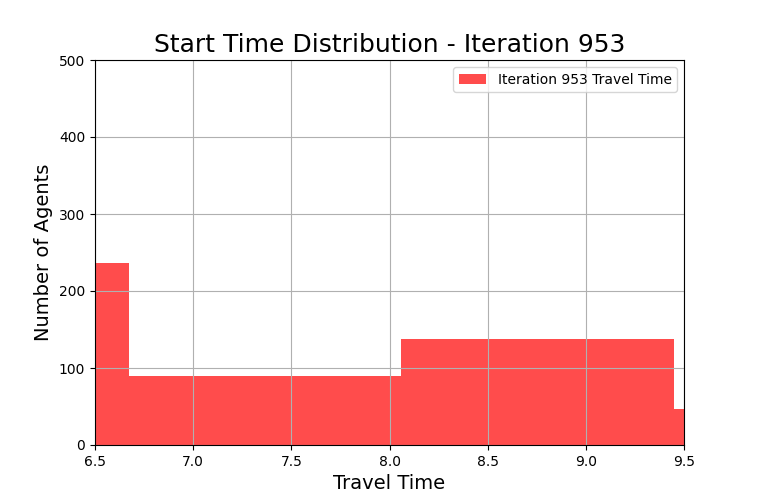 Start Time Distribution - Iteration 953
Iteration 953 Travel Time
Number of Agents
500
400
300
200
100
0
6.5 7.0 7.5 8.0 8.5 9.0 9.5
Travel Time